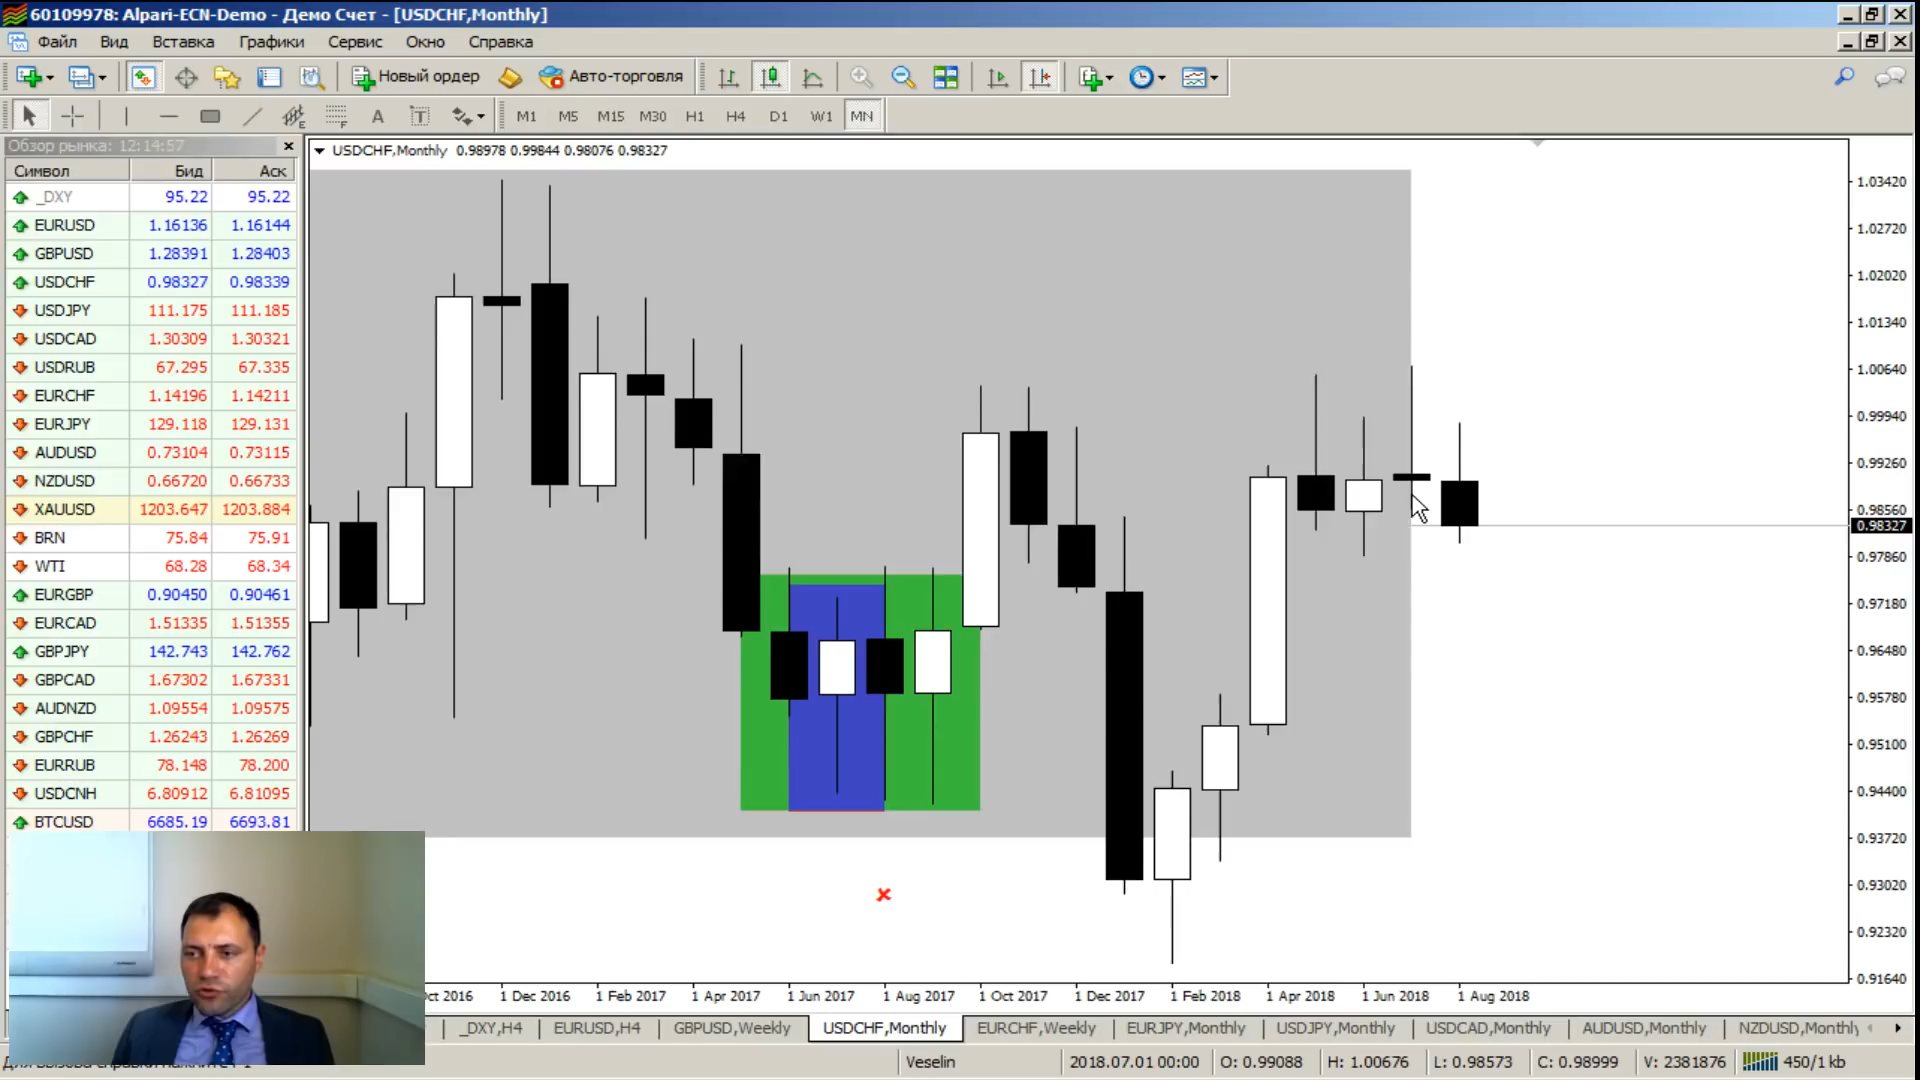 60109978: Alpari-ECN-Demo - Демо Счет - [USDCHF,Monthly]
Файл Вид Вставка Графики Сервис Окно Справка
Новый ордер Авто-торговля
A T M1 M5 M15 M30 H1 H4 D1 W1 MN
Обзор рынка: 12:14:57
USDCHF,Monthly 0.98978 0.99844 0.98076 0.98327
Символ Бид Аск
_DXY 95.22 95.22
EURUSD 1.16136 1.16144
GBPUSD 1.28391 1.28403
USDCHF 0.98327 0.98339
USDJPY 111.175 111.185
USDCAD 1.30309 1.30321
USDRUB 67.295 67.335
EURCHF 1.14196 1.14211
EURJPY 129.118 129.131
AUDUSD 0.73104 0.73115
NZDUSD 0.66720 0.66733
XAUUSD 1203.647 1203.884
BRN 75.84 75.91
WTI 68.28 68.34
EURGBP 0.90450 0.90461
EURCAD 1.51335 1.51355
GBPJPY 142.743 142.762
GBPCAD 1.67302 1.67331
AUDNZD 1.09554 1.09575
GBPCHF 1.26243 1.26269
EURRUB 78.148 78.200
USDCNH 6.80912 6.81095
BTCUSD 6685.19 6693.81
1.03420
1.02720
1.02020
1.01340
1.00640
0.99940
0.99260
0.98560
0.98327
0.97860
0.97180
0.96480
0.95780
0.95100
0.94400
0.93720
0.93020
0.92320
0.91640
Oct 2016 1 Dec 2016 1 Feb 2017 1 Apr 2017 1 Jun 2017 1 Aug 2017 1 Oct 2017 1 Dec 2017 1 Feb 2018 1 Apr 2018 1 Jun 2018 1 Aug 2018
_DXY,H4 EURUSD,H4 GBPUSD,Weekly USDCHF,Monthly EURCHF,Weekly EURJPY,Monthly USDJPY,Monthly USDCAD,Monthly AUDUSD,Monthly NZDUSD,Monthly
Veselin 2018.07.01 00:00 O: 0.99088 H: 1.00676 L: 0.98573 C: 0.98999 V: 2381876 450/1 kb